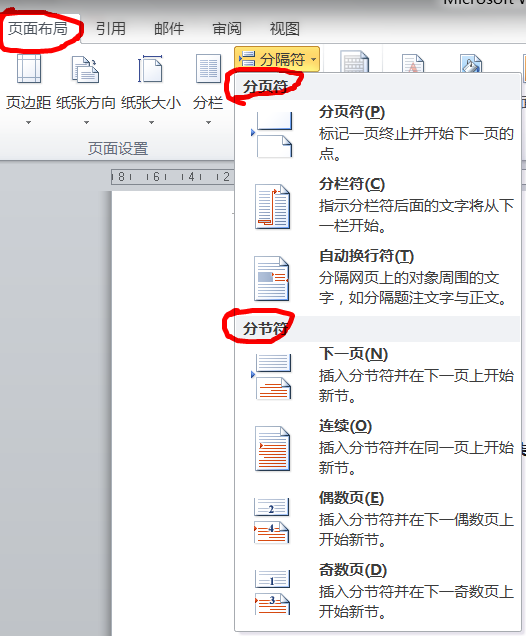 Microsoft W
页面布局 引用 邮件 审阅 视图
页边距 纸张方向 纸张大小 分栏 分隔符
页面设置
8 6 4 2
分页符
分页符(P)
标记一页终止并开始下一页的
点。
分栏符(C)
指示分栏符后面的文字将从下
一栏开始。
自动换行符(T)
分隔网页上的对象周围的文
字，如分隔题注文字与正文。
分节符
下一页(N)
插入分节符并在下一页上开始
新节。
连续(O)
插入分节符并在同一页上开始
新节。
偶数页(E)
插入分节符并在下一偶数页上
开始新节。
奇数页(D)
插入分节符并在下一奇数页上
开始新节。
2
4
1
3